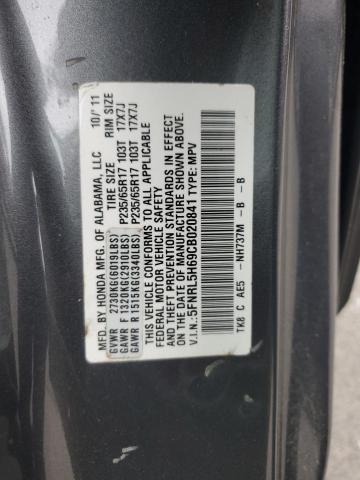 MFD. BY HONDA MFG. OF ALABAMA, LLC 10/'11
TIRE SIZE RIM SIZE
GVWR 2730KG(6019LBS)
GAWR F 1320KG(2910LBS) P235/65R17 103T 17X7J
GAWR R 1515KG(3340LBS) P235/65R17 103T 17X7J
THIS VEHICLE CONFORMS TO ALL APPLICABLE
FEDERAL MOTOR VEHICLE SAFETY
AND THEFT PREVENTION STANDARDS IN EFFECT
ON THE DATE OF MANUFACTURE SHOWN ABOVE.
V.I.N.:5FNRL5H69CB020841 TYPE: MPV
TK8 C AE5 -NH737M -B -B